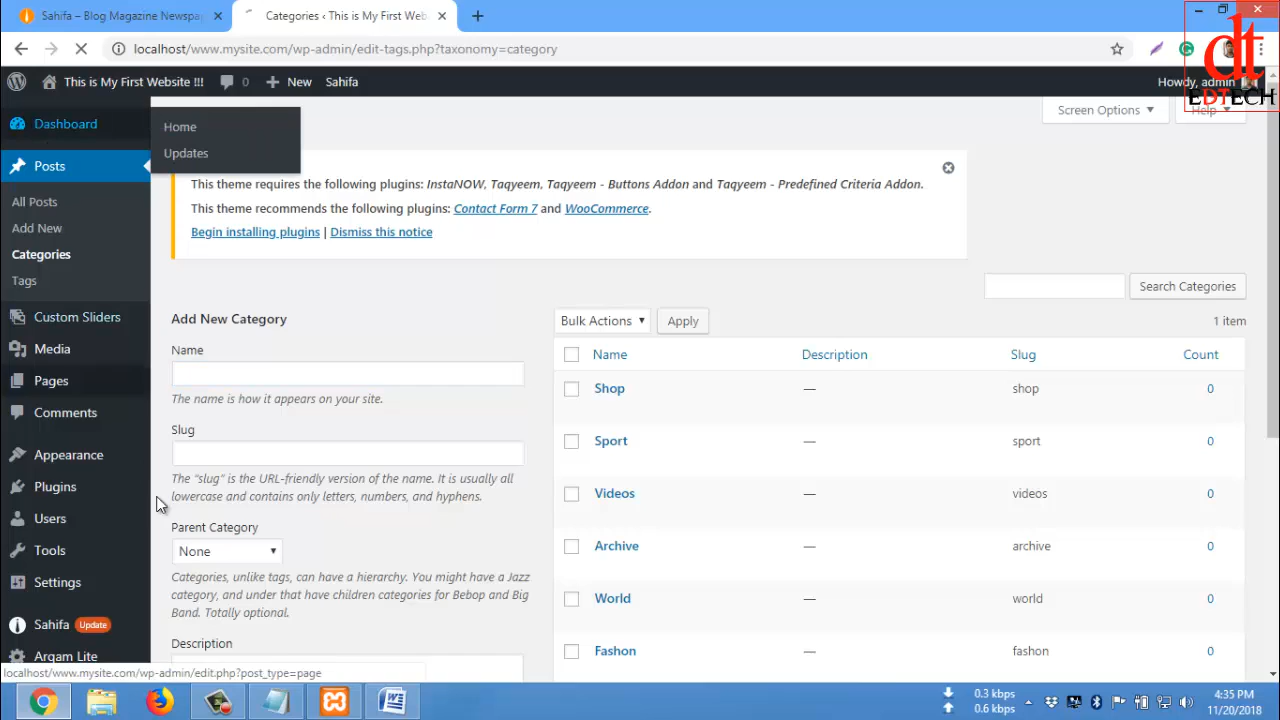 Sahifa – Blog Magazine Newspap
Categories ‹ This is My First Web
localhost/www.mysite.com/wp-admin/edit-tags.php?taxonomy=category
dt
EDTECH
This is My First Website !!!
0
New
Sahifa
Howdy, admin
Dashboard
Home
Updates
Screen Options
Help
Posts
All Posts
Add New
Categories
Tags
Custom Sliders
Media
Pages
Comments
Appearance
Plugins
Users
Tools
Settings
Sahifa Update
Arqam Lite
This theme requires the following plugins: InstaNOW, Taqyeem, Taqyeem - Buttons Addon and Taqyeem - Predefined Criteria Addon.
This theme recommends the following plugins: Contact Form 7 and WooCommerce.
Begin installing plugins | Dismiss this notice
Search Categories
Add New Category
Name
The name is how it appears on your site.
Slug
The “slug” is the URL-friendly version of the name. It is usually all
lowercase and contains only letters, numbers, and hyphens.
Parent Category
None
Categories, unlike tags, can have a hierarchy. You might have a Jazz
category, and under that have children categories for Bebop and Big
Band. Totally optional.
Description
Bulk Actions
Apply
1 item
Name Description Slug Count
Shop — shop 0
Sport — sport 0
Videos — videos 0
Archive — archive 0
World — world 0
Fashon — fashon 0
localhost/www.mysite.com/wp-admin/edit.php?post_type=page
0.3 kbps
0.6 kbps
4:35 PM
11/20/2018